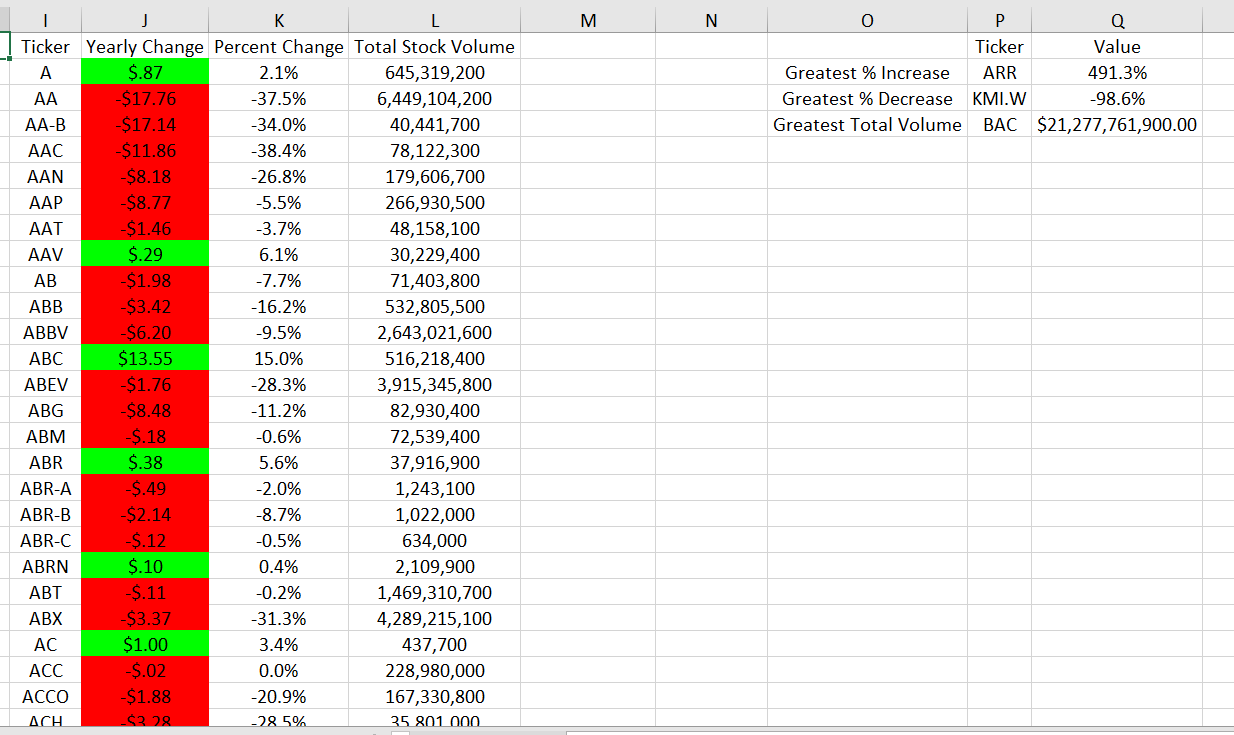 I J K L M N O P Q
Ticker Yearly Change Percent Change Total Stock Volume Ticker Value
A $.87 2.1% 645,319,200 Greatest % Increase ARR 491.3%
AA -$17.76 -37.5% 6,449,104,200 Greatest % Decrease KMI.W -98.6%
AA-B -$17.14 -34.0% 40,441,700 Greatest Total Volume BAC $21,277,761,900.00
AAC -$11.86 -38.4% 78,122,300
AAN -$8.18 -26.8% 179,606,700
AAP -$8.77 -5.5% 266,930,500
AAT -$1.46 -3.7% 48,158,100
AAV $.29 6.1% 30,229,400
AB -$1.98 -7.7% 71,403,800
ABB -$3.42 -16.2% 532,805,500
ABBV -$6.20 -9.5% 2,643,021,600
ABC $13.55 15.0% 516,218,400
ABEV -$1.76 -28.3% 3,915,345,800
ABG -$8.48 -11.2% 82,930,400
ABM -$.18 -0.6% 72,539,400
ABR $.38 5.6% 37,916,900
ABR-A -$.49 -2.0% 1,243,100
ABR-B -$2.14 -8.7% 1,022,000
ABR-C -$.12 -0.5% 634,000
ABRN $.10 0.4% 2,109,900
ABT -$.11 -0.2% 1,469,310,700
ABX -$3.37 -31.3% 4,289,215,100
AC $1.00 3.4% 437,700
ACC -$.02 0.0% 228,980,000
ACCO -$1.88 -20.9% 167,330,800
ACH -$3.28 -28.5% 35,801,000